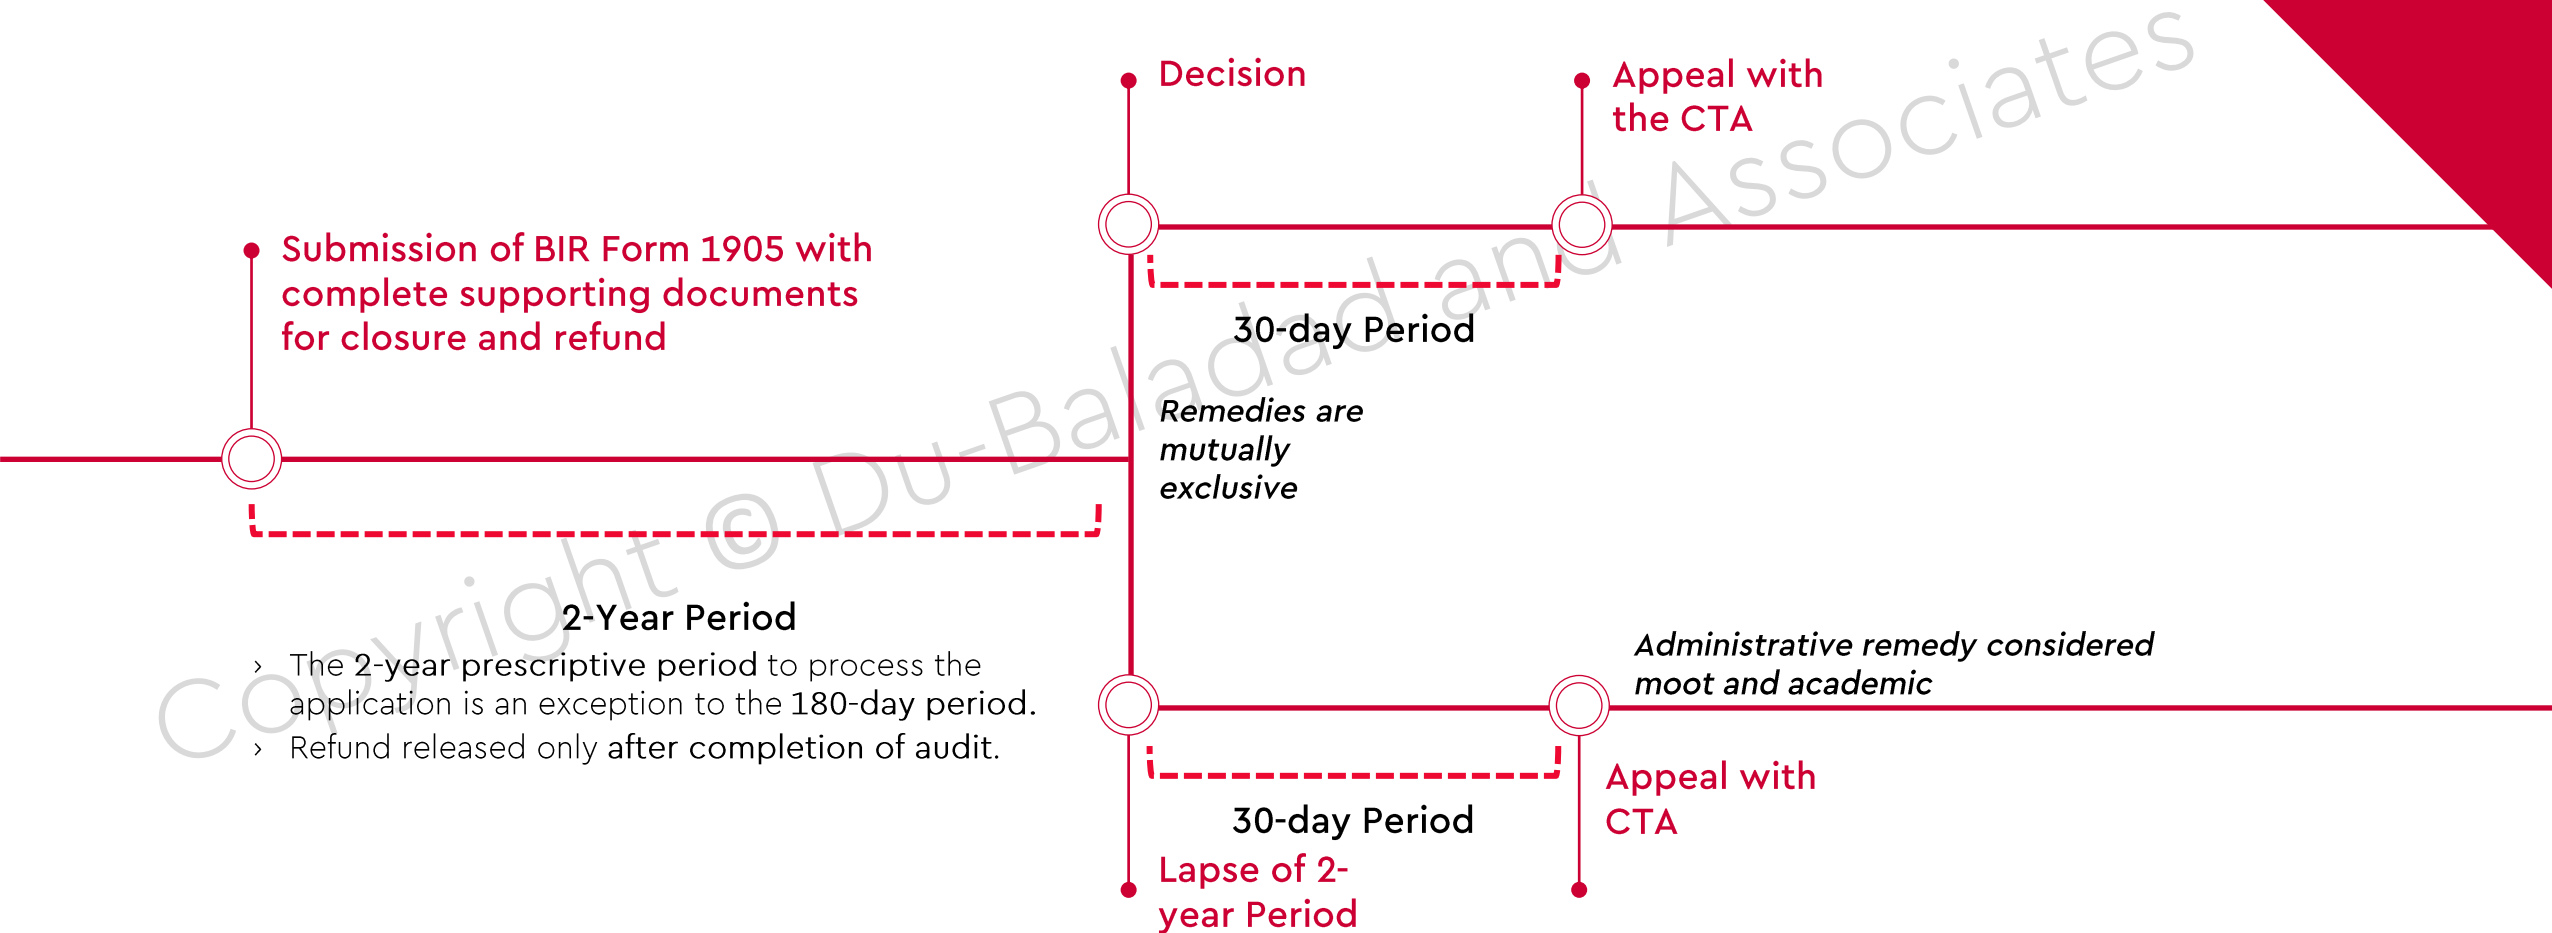 Decision
Appeal with
the CTA
Submission of BIR Form 1905 with
complete supporting documents
for closure and refund
30-day Period
Remedies are
mutually
exclusive
2-Year Period
› The 2-year prescriptive period to process the
application is an exception to the 180-day period.
› Refund released only after completion of audit.
Administrative remedy considered
moot and academic
Appeal with
CTA
30-day Period
Lapse of 2-
year Period
Copyright © Du-Baladad and Associates